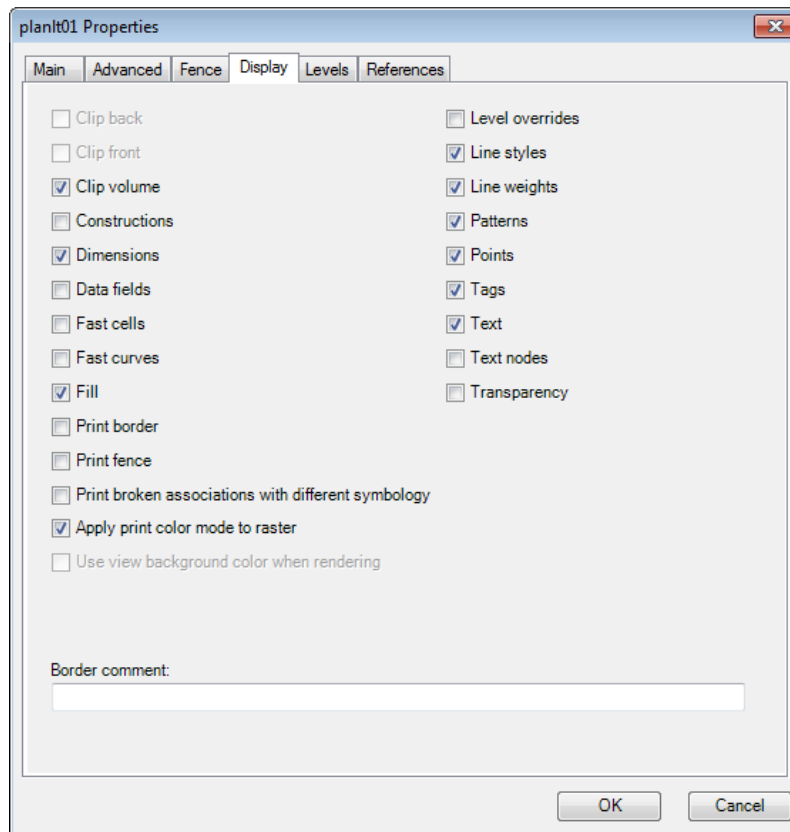 planIt01 Properties
Main Advanced Fence Display Levels References
Clip back
Clip front
Clip volume
Constructions
Dimensions
Data fields
Fast cells
Fast curves
Fill
Print border
Print fence
Print broken associations with different symbology
Apply print color mode to raster
Use view background color when rendering
Level overrides
Line styles
Line weights
Patterns
Points
Tags
Text
Text nodes
Transparency
Border comment:
OK Cancel